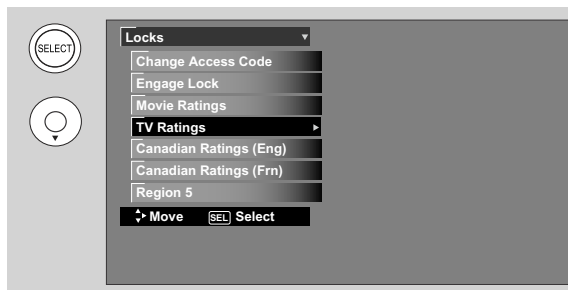 SELECT
Locks
Change Access Code
Engage Lock
Movie Ratings
TV Ratings
Canadian Ratings (Eng)
Canadian Ratings (Frn)
Region 5
Move SEL Select